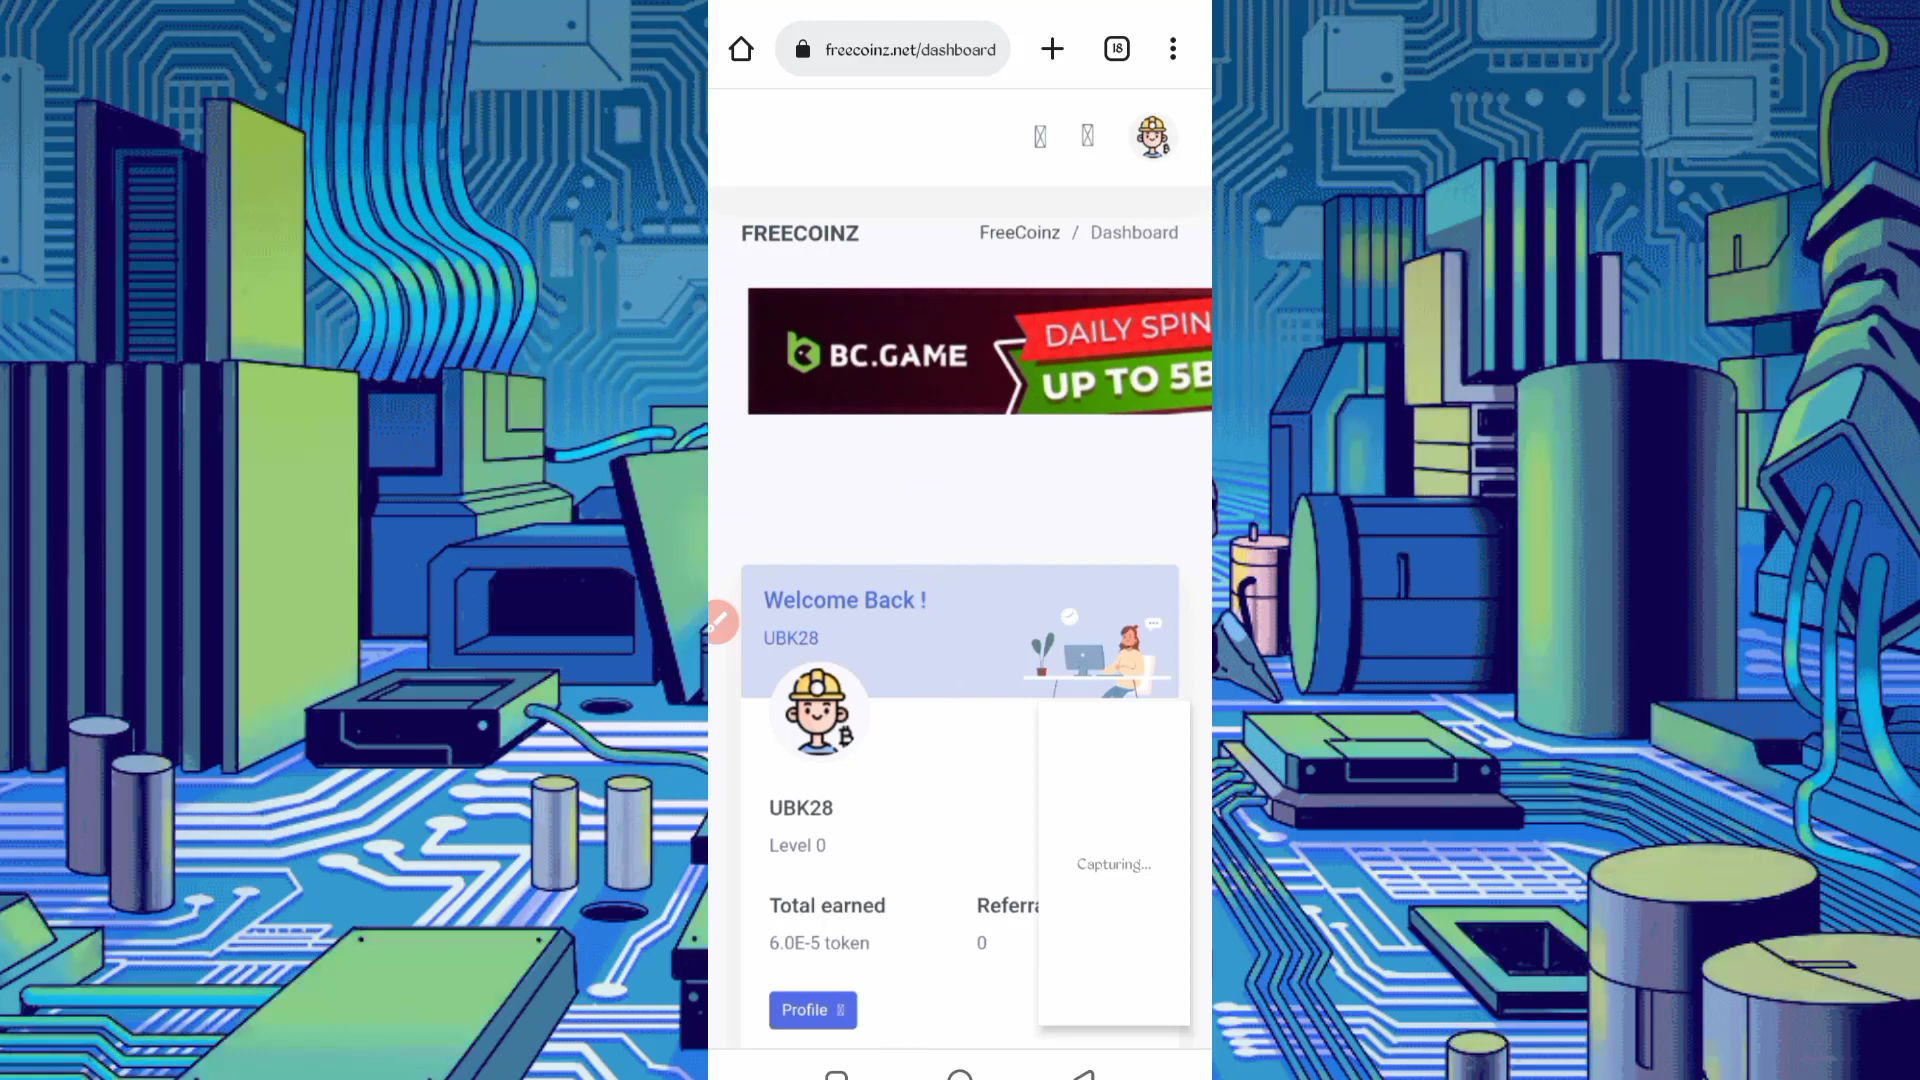 freecoinz.net/dashboard
18
FREECOINZ
FreeCoinz / Dashboard
BC.GAME
DAILY SPIN
UP TO 5B
Welcome Back !
UBK28
UBK28
Level 0
Total earned
Referra
6.0E-5 token
0
Capturing...
Profile